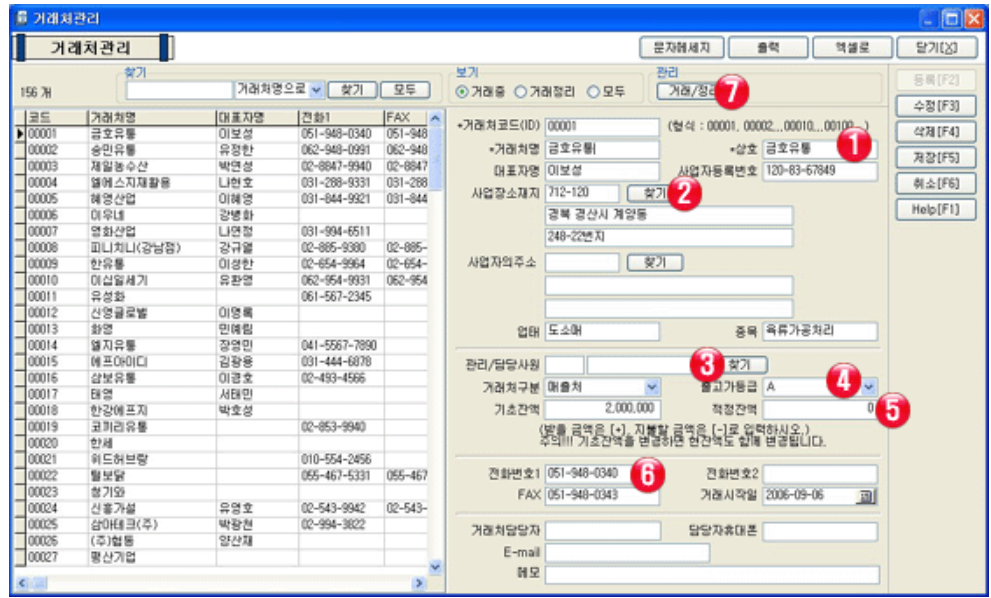 거래처관리
거래처관리 문자메세지 출력 엑셀로 닫기[X]
찾기 보기 관리
156 개 거래처명으로 찾기 모두 거래중 거래정리 모두 거래/정리 7
등록[F2]
수정[F3]
삭제[F4]
저장[F5]
취소[F6]
Help[F1]
코드 거래처명 대표자명 전화1 FAX
00001 금호유통 이보성 051-948-0340 051-948
00002 승민유통 유정한 062-948-0991 062-948
00003 제일농수산 박연성 02-8847-9940 02-8847
00004 엘에스지재활용 나현호 031-288-9331 031-288
00005 혜영산업 이혜영 031-844-9921 031-844
00006 이우네 강병화
00007 영화산업 나연정 031-994-6511
00008 피니치니(강남점) 강규열 02-885-9380 02-885-
00009 한유통 이성한 02-654-9964 02-654-
00010 이십일세기 유환영 062-954-9931 062-954
00011 유성화 061-567-2345
00012 신영글로벌 이명록
00013 화영 민예림
00014 엘지유통 장영민 041-5567-7890
00015 에프아이디 김광용 031-444-6878
00016 삼보유통 이경호 02-493-4566
00017 태영 서태민
00018 한강에프지 박호성
00019 코끼리유통 02-853-9940
00020 한세
00021 위드허브랑 010-554-2456
00022 털보닭 055-467-5331 055-467
00023 청기와
00024 신흥가설 유영호 02-543-9942 02-543-
00025 삼아테크(주) 박광현 02-994-3822
00026 (주)협동 양산재
00027 평산기업
*거래처코드(ID) 00001 (형식 : 00001, 00002...00010...00100...)
*거래처명 금호유통 *상호 금호유통 1
대표자명 이보성 사업자등록번호 120-83-67849
사업장소재지 712-120 찾기 2
경북 경산시 계양동
248-22번지
사업자의주소 찾기
업태 도소매 종목 육류가공처리
관리/담당사원 3 찾기
거래처구분 매출처 출고가등급 A 4
기초잔액 2,000,000 적정잔액 0 5
(받을 금액은 [+], 지불할 금액은 [-]로 입력하시오.)
주의!!! 기초잔액을 변경하면 현잔액도 함께 변경됩니다.
전화번호1 051-948-0340 6 전화번호2
FAX 051-948-0343 거래시작일 2006-09-06
거래처담당자 담당자휴대폰
E-mail
메모